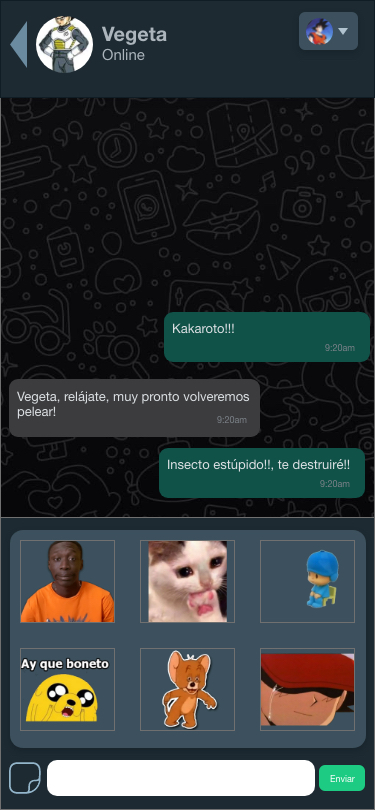 Vegeta
Online
Kakaroto!!!
9:20am
Vegeta, relájate, muy pronto volveremos
pelear!
9:20am
Insecto estúpido!!, te destruiré!!
9:20am
Ay que boneto
Enviar